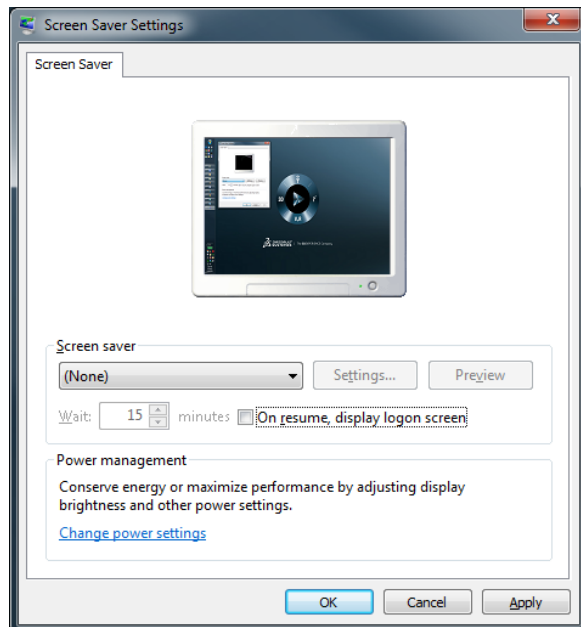 Screen Saver Settings
Screen Saver
Screen saver
(None)
Settings...
Preview
Wait:
15
minutes
On resume, display logon screen
Power management
Conserve energy or maximize performance by adjusting display
brightness and other power settings.
Change power settings
OK
Cancel
Apply